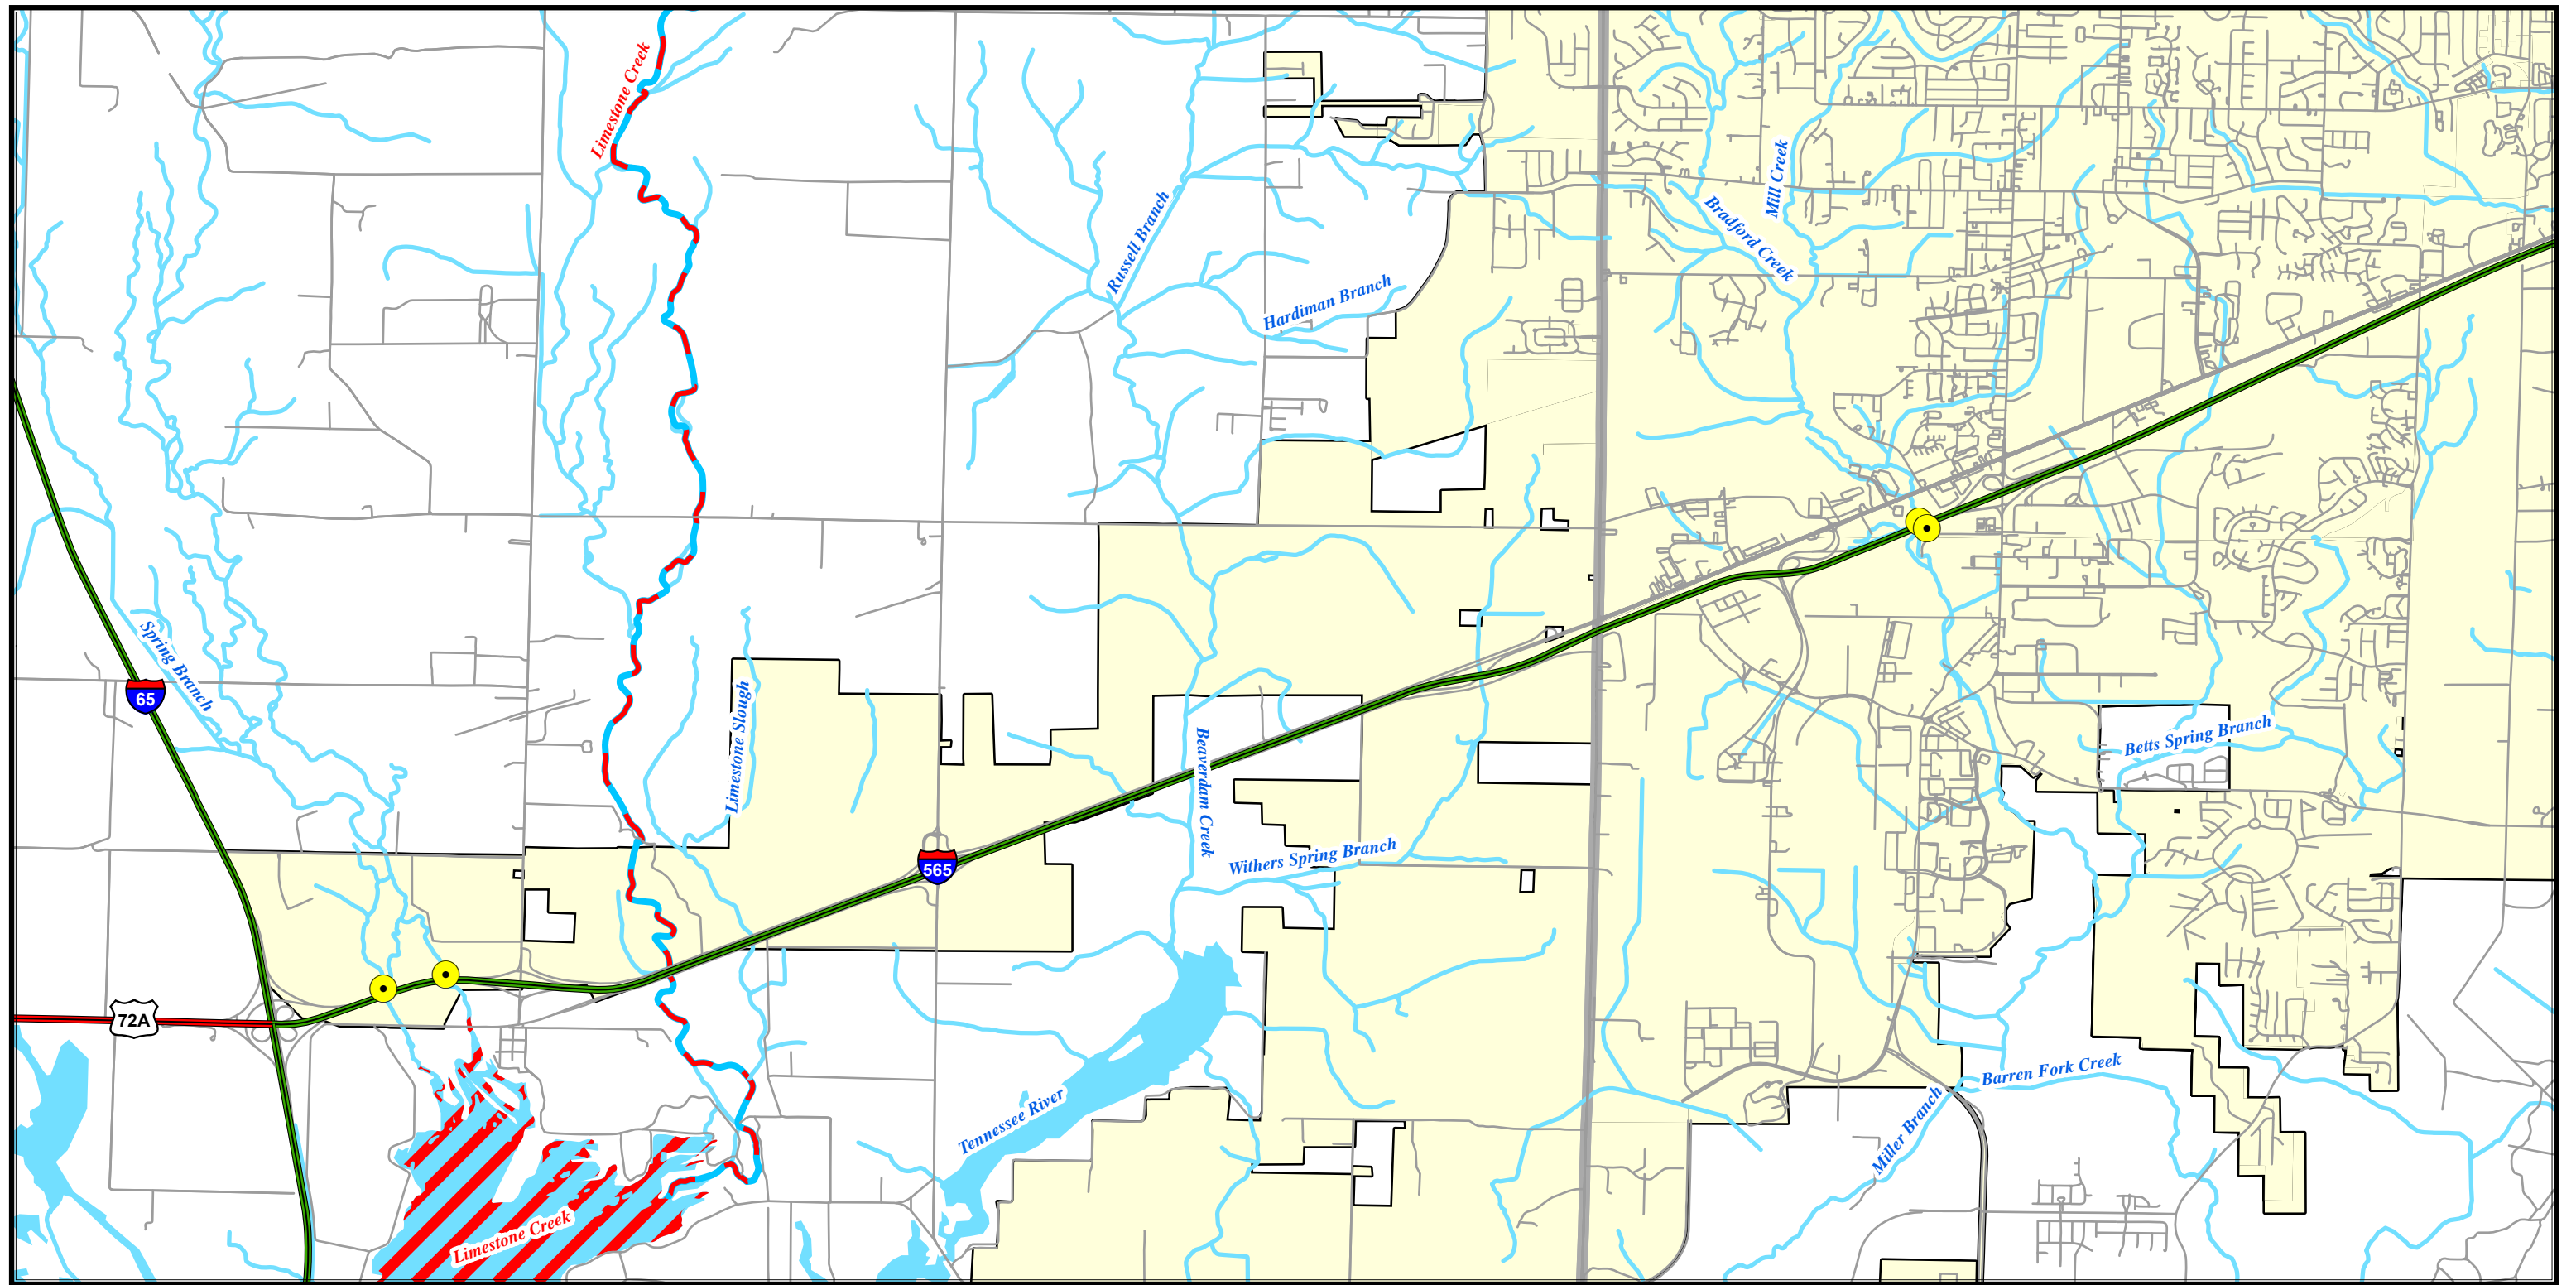 Limestone Creek
Mill Creek
Bradford Creek
Russell Branch
Hardiman Branch
Spring Branch
65
Limestone Slough
Beaverdam Creek
Betts Spring Branch
Withers Spring Branch
565
72A
Barren Fork Creek
Tennessee River
Miller Branch
Limestone Creek